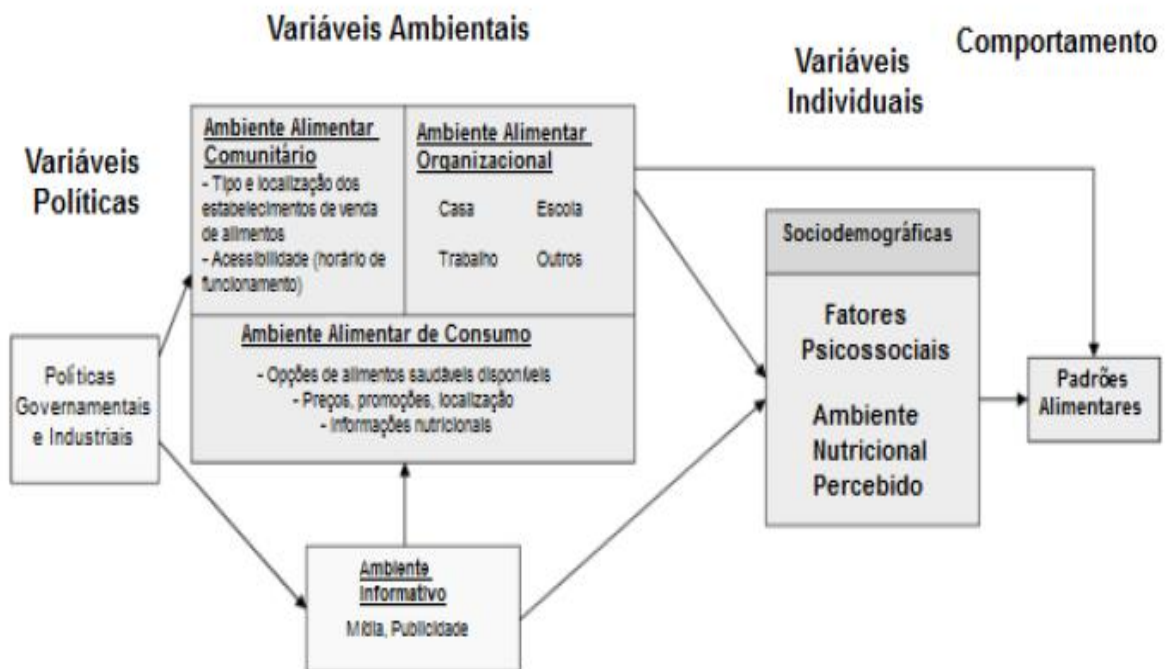 Variáveis Ambientais
Comportamento
Variáveis
Individuais
Variáveis
Políticas
Ambiente Alimentar
Comunitário
- Tipo e localização dos
estabelecimentos de venda
de alimentos
- Acessibilidade (horário de
funcionamento)
Ambiente Alimentar
Organizacional
Casa Escola
Trabalho Outros
Ambiente Alimentar de Consumo
- Opções de alimentos saudáveis disponíveis
- Preços, promoções, localização
- Informações nutricionais
Políticas
Governamentais
e Industriais
Ambiente
Informativo
Mídia, Publicidade
Sociodemográficas
Fatores
Psicossociais
Ambiente
Nutricional
Percebido
Padrões
Alimentares